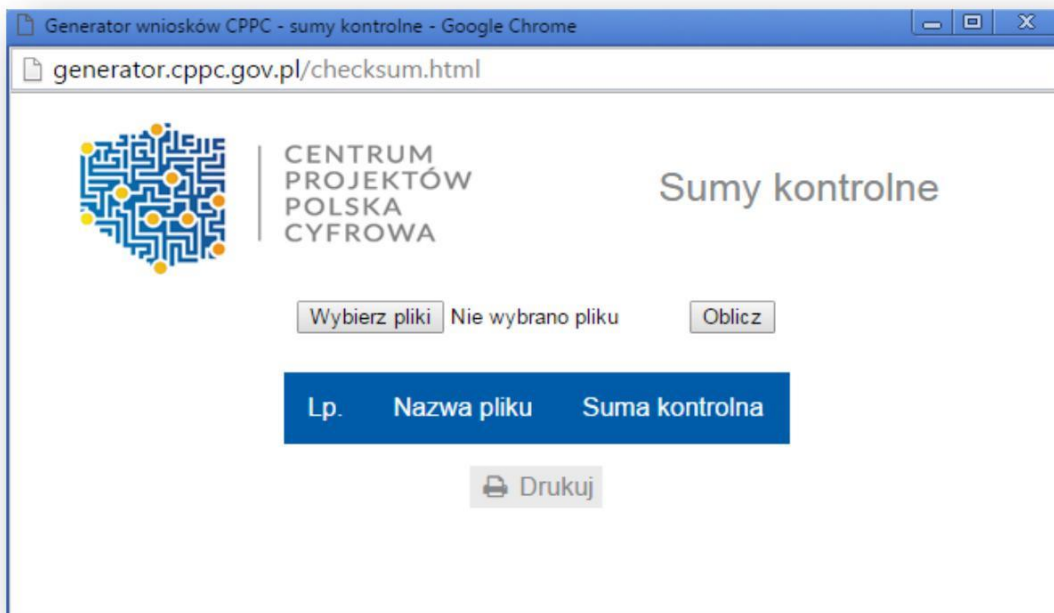 Generator wniosków CPPC - sumy kontrolne - Google Chrome
generator.cppc.gov.pl/checksum.html
CENTRUM
PROJEKTÓW
POLSKA
CYFROWA
Sumy kontrolne
Wybierz pliki Nie wybrano pliku Oblicz
Lp. Nazwa pliku Suma kontrolna
Drukuj